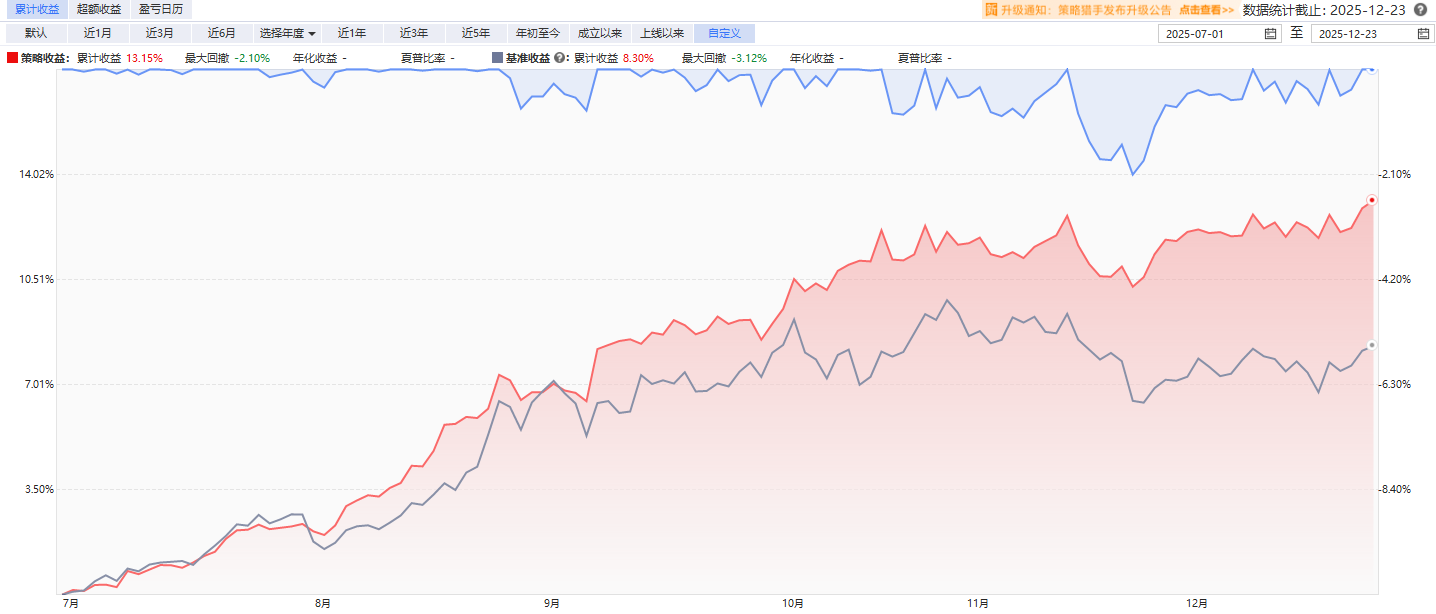 累计收益 超额收益 盈亏日历 新 升级通知：策略猎手发布升级公告 点击查看>> 数据统计截止：2025-12-23 ?
默认 近1月 近3月 近6月 选择年度 近1年 近3年 近5年 年初至今 成立以来 上线以来 自定义 2025-07-01 至 2025-12-23
策略收益： 累计收益 13.15% 最大回撤 -2.10% 年化收益 - 夏普比率 - 基准收益 ?： 累计收益 8.30% 最大回撤 -3.12% 年化收益 - 夏普比率 -
14.02% -2.10%
10.51% -4.20%
7.01% -6.30%
3.50% -8.40%
7月 8月 9月 10月 11月 12月